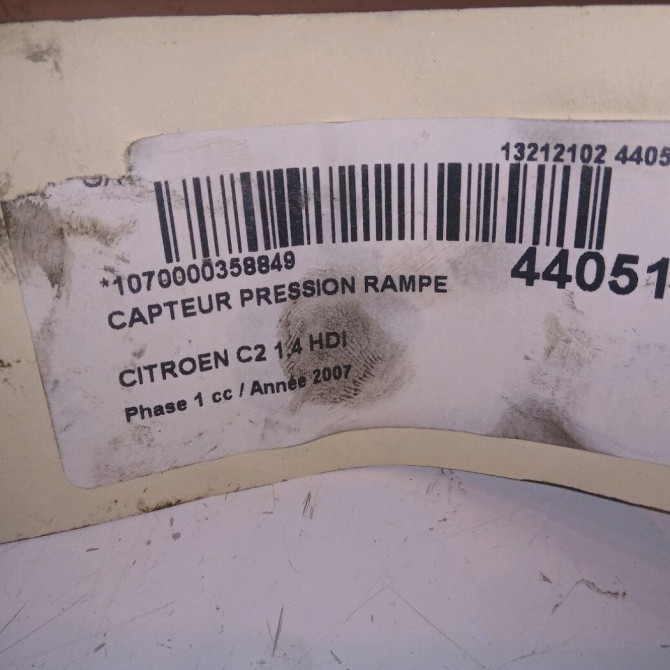 13212102 4405
*1070000358849
44051
CAPTEUR PRESSION RAMPE
CITROEN C2 1.4 HDI
Phase 1 cc / Année 2007